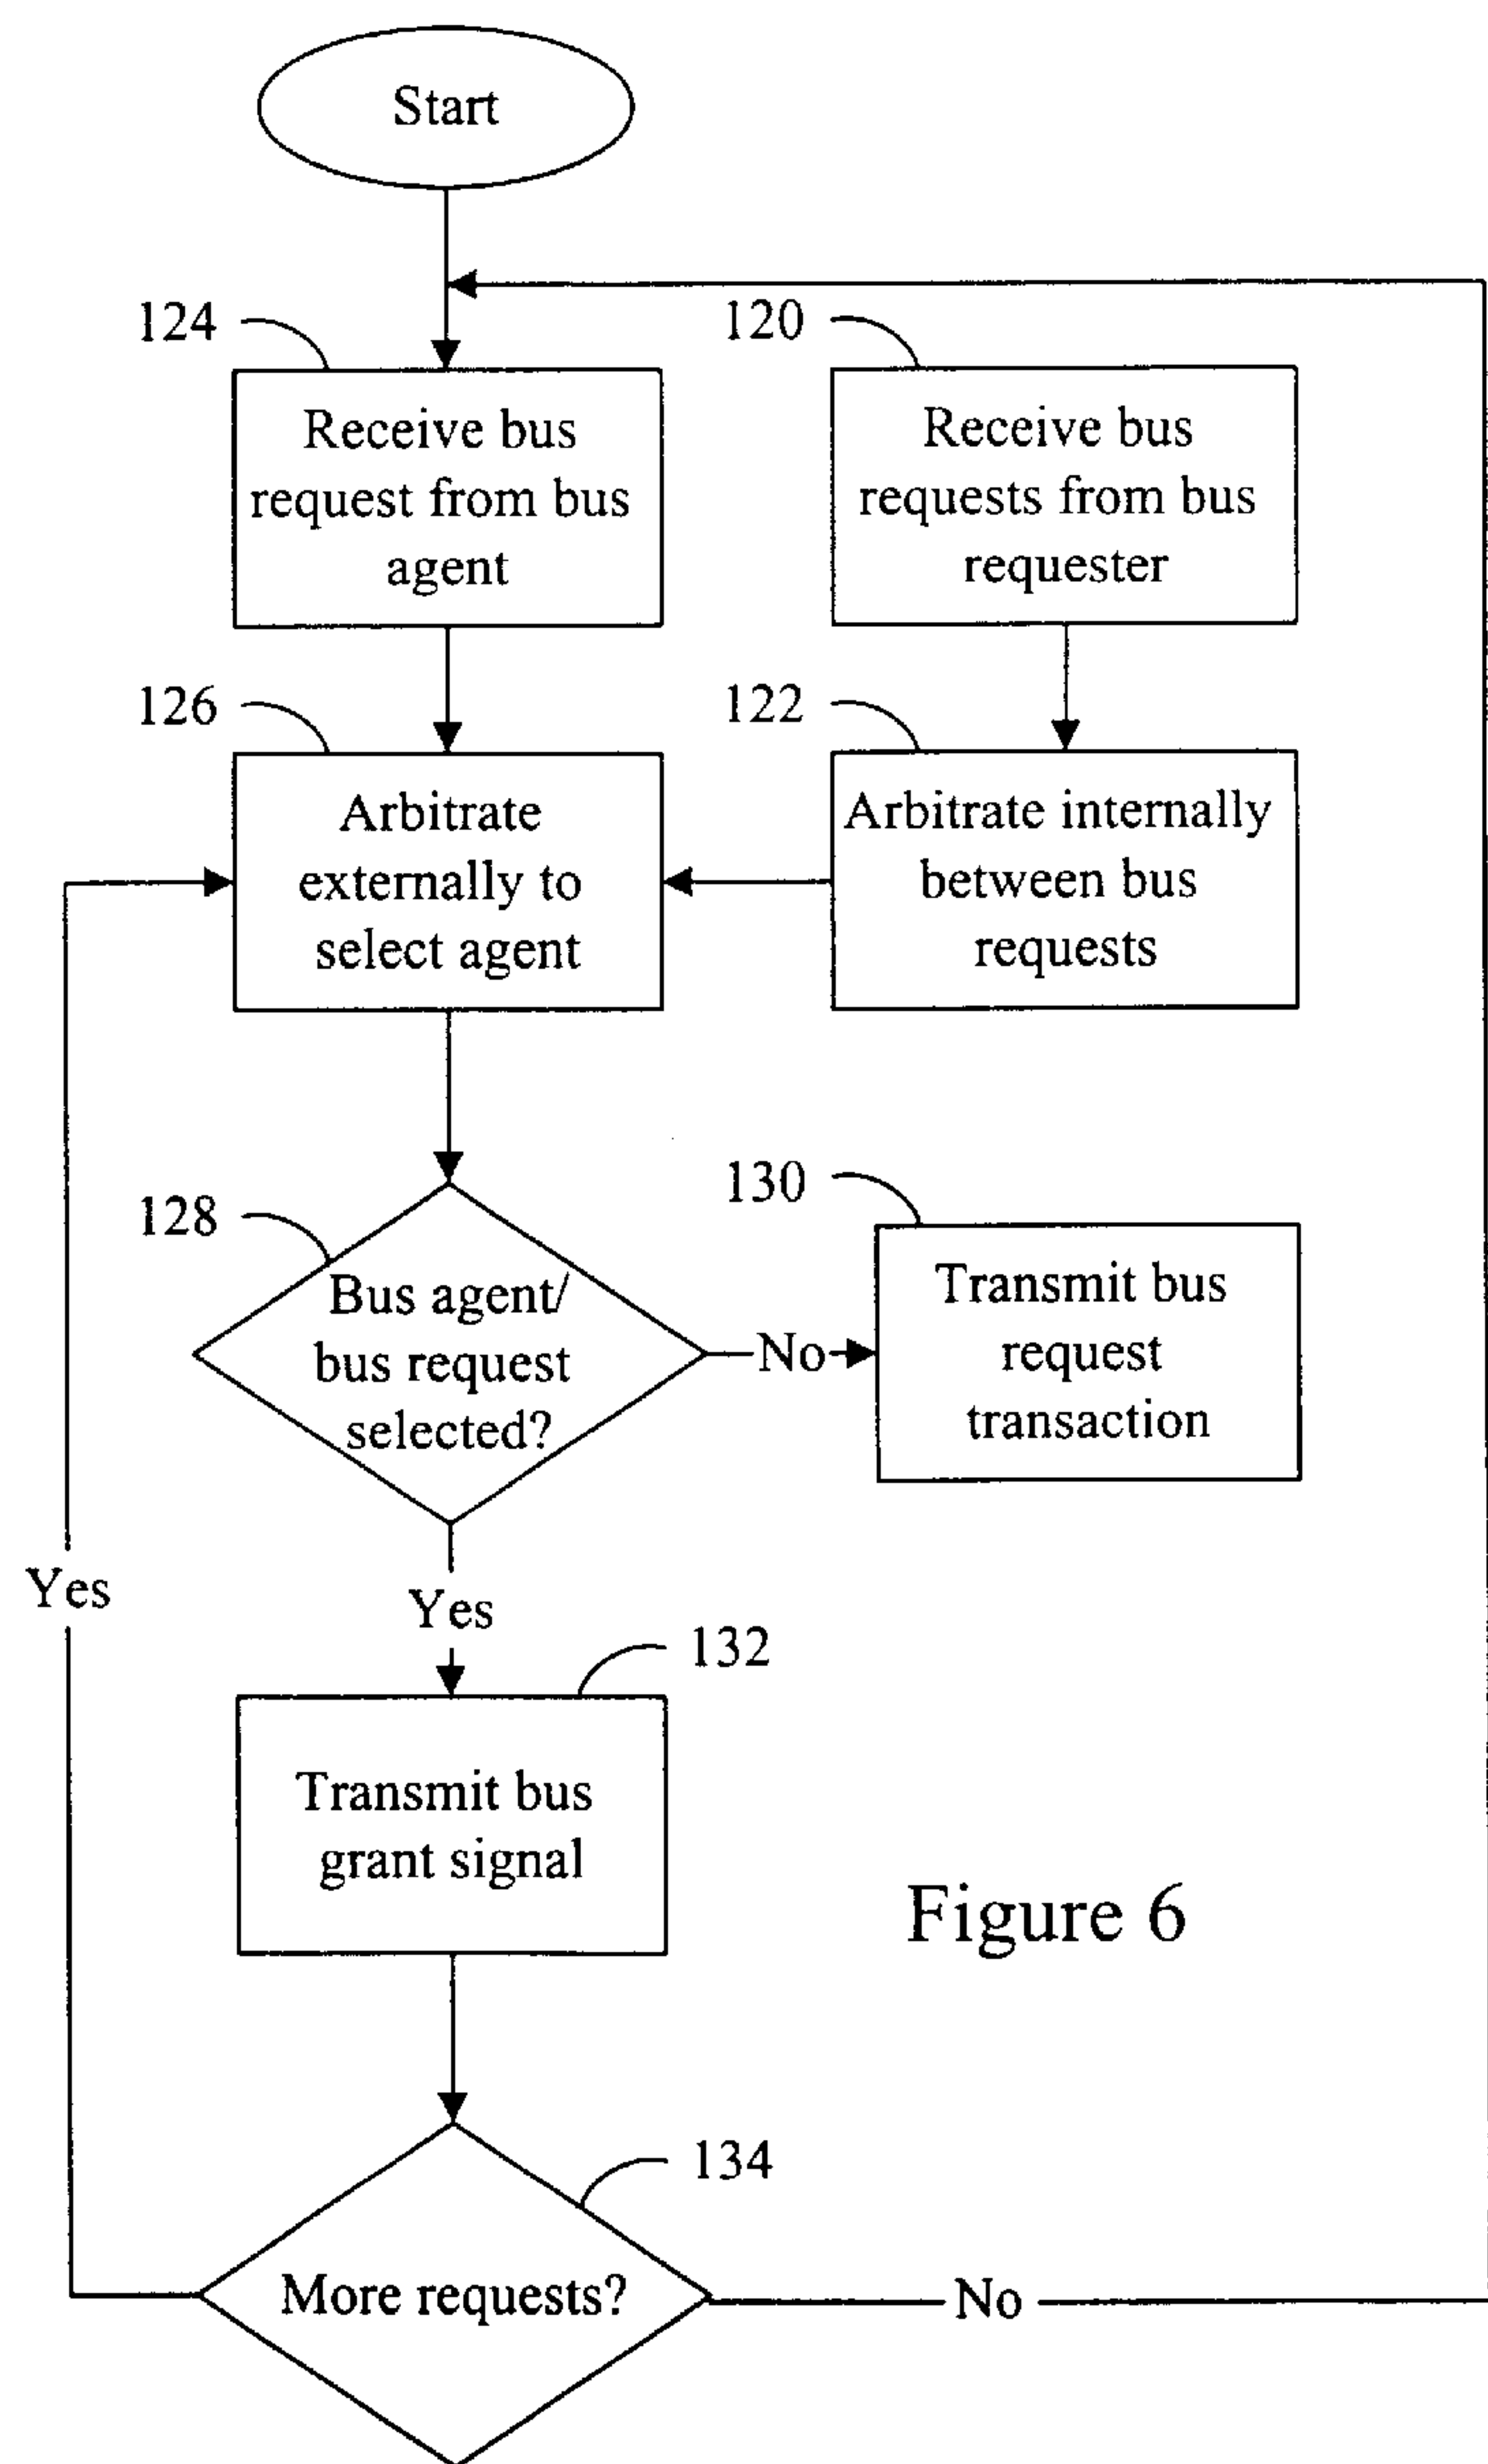 Start
124
120
Receive bus
request from bus
agent
Receive bus
requests from bus
requester
126
122
Arbitrate
externally to
select agent
Arbitrate internally
between bus
requests
128
130
Bus agent/
bus request
selected?
No
Transmit bus
request
transaction
Yes
Yes
132
Transmit bus
grant signal
Figure 6
134
More requests?
No